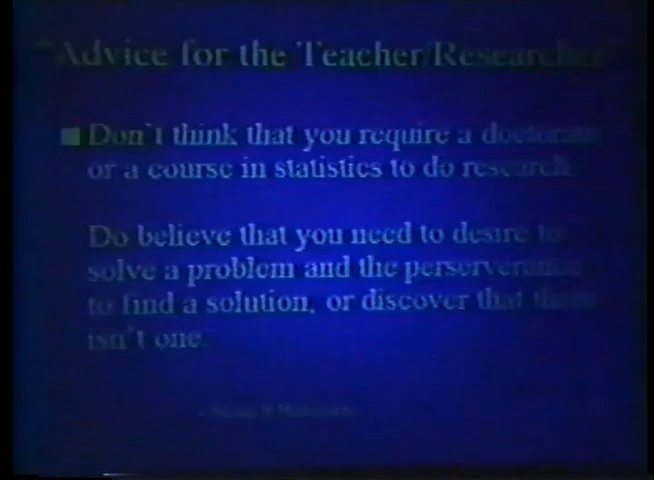 "Advice for the Teacher/Researcher"
Don't think that you require a doctorate
or a course in statistics to do research.
Do believe that you need to desire to
solve a problem and the perserverance
to find a solution, or discover that there
isn't one.